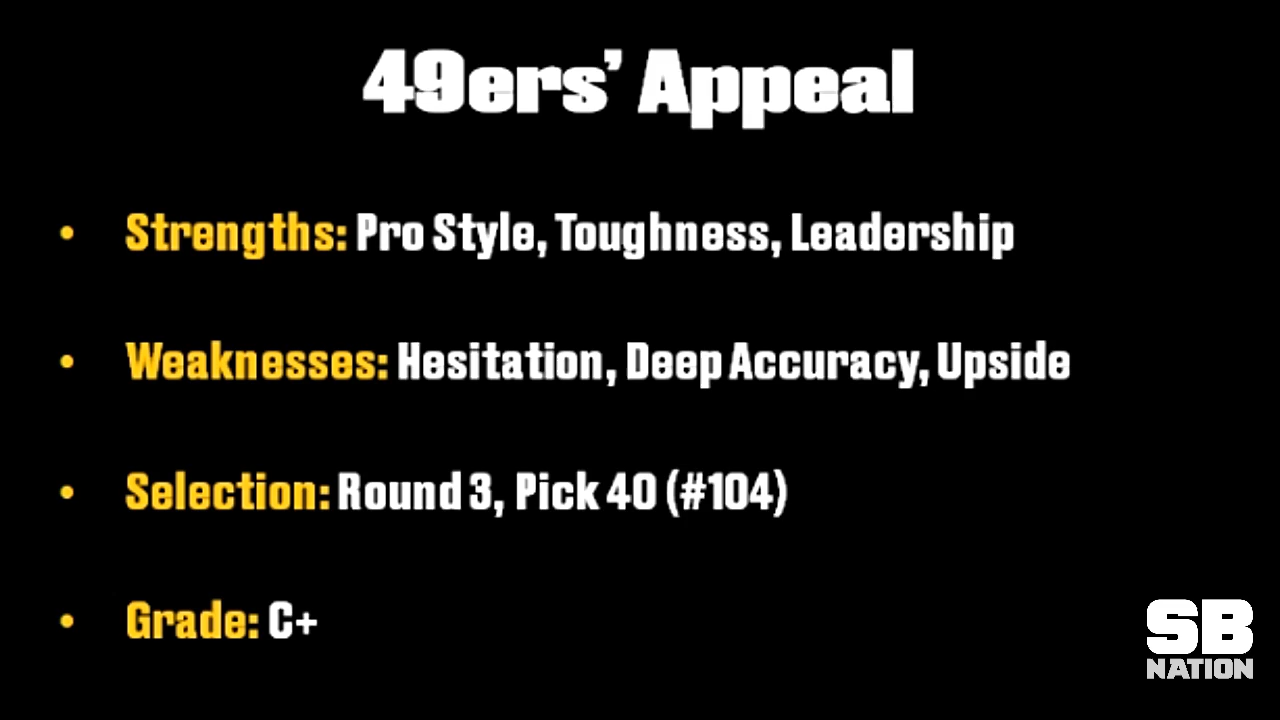 49ers’ Appeal
• Strengths: Pro Style, Toughness, Leadership
• Weaknesses: Hesitation, Deep Accuracy, Upside
• Selection: Round 3, Pick 40 (#104)
• Grade: C+
SB
NATION